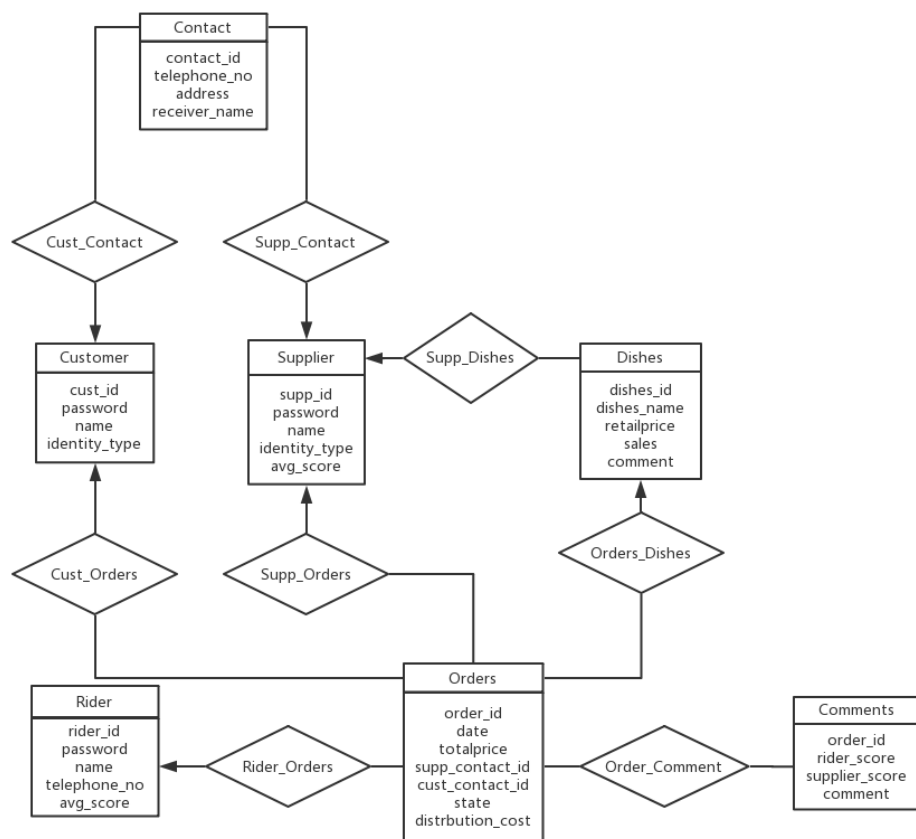 Contact
contact_id
telephone_no
address
receiver_name
Cust_Contact
Supp_Contact
Customer
cust_id
password
name
identity_type
Supplier
supp_id
password
name
identity_type
avg_score
Supp_Dishes
Dishes
dishes_id
dishes_name
retailprice
sales
comment
Cust_Orders
Supp_Orders
Orders_Dishes
Rider
rider_id
password
name
telephone_no
avg_score
Rider_Orders
Orders
order_id
date
totalprice
supp_contact_id
cust_contact_id
state
distrbution_cost
Order_Comment
Comments
order_id
rider_score
supplier_score
comment